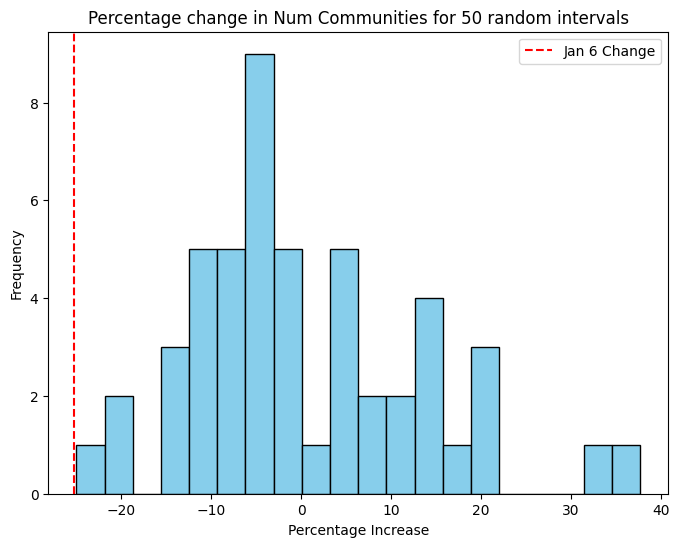 Percentage change in Num Communities for 50 random intervals
Jan 6 Change
Frequency
8
6
4
2
0
−20 −10 0 10 20 30 40
Percentage Increase